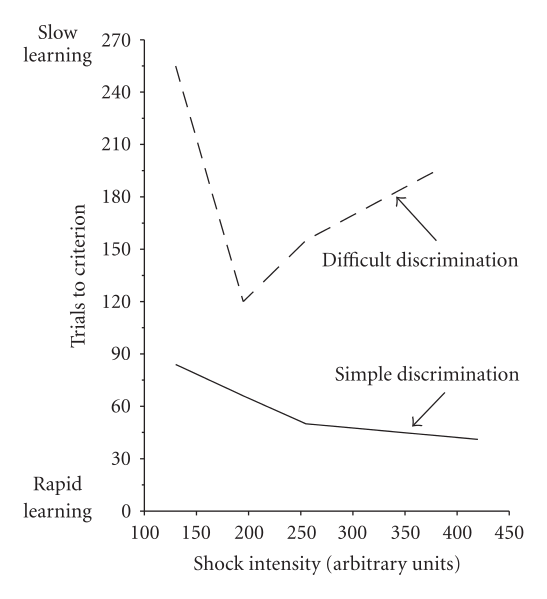 Slow
learning
270
240
210
180
150
120
90
60
30
0
Rapid
learning
Trials to criterion
Difficult discrimination
Simple discrimination
100 150 200 250 300 350 400 450
Shock intensity (arbitrary units)